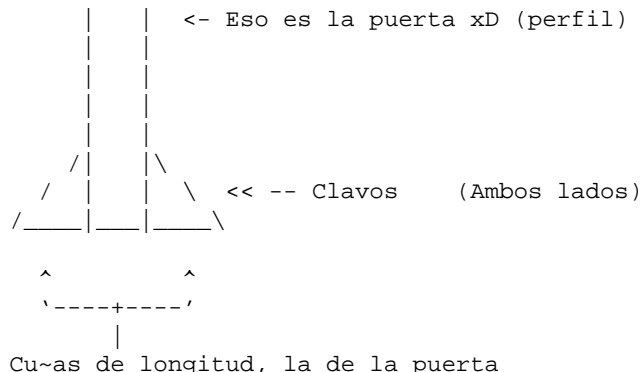 <- Eso es la puerta xD (perfil)
<< -- Clavos (Ambos lados)
Cu~as de longitud, la de la puerta